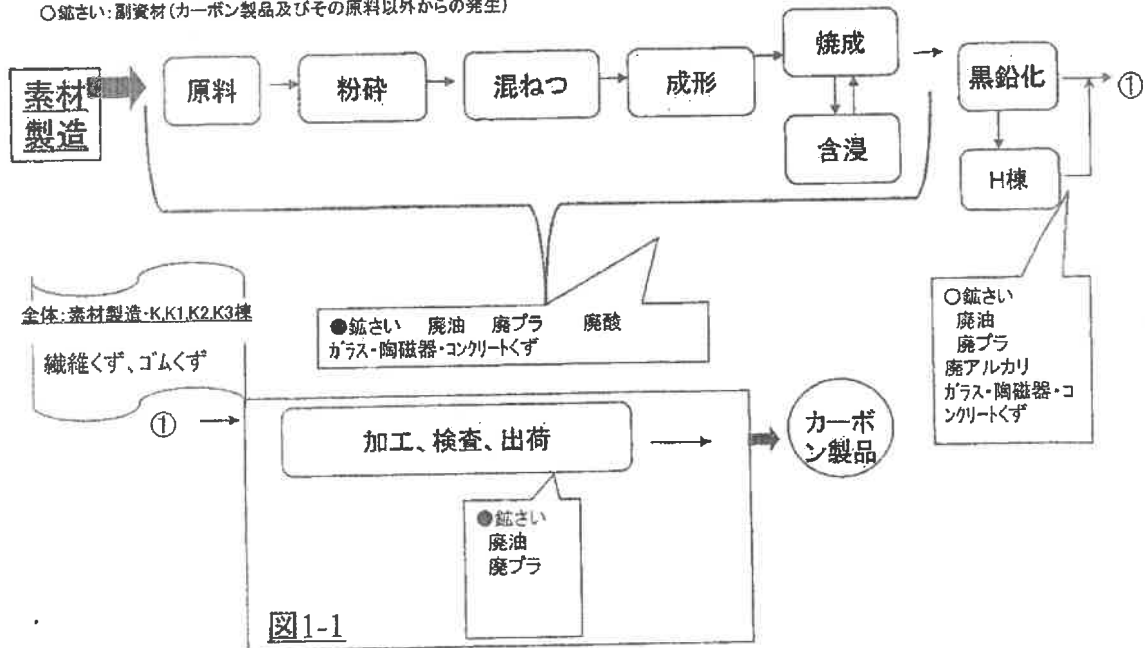 ○鉱さい:副資材(カーボン製品及びその原料以外からの発生)
素材
製造
原料
粉砕
混ねつ
成形
焼成
含浸
黒鉛化
①
H棟
全体:素材製造・K,K1,K2,K3棟
繊維くず、ゴムくず
●鉱さい 廃油 廃プラ 廃酸
ガラス・陶磁器・コンクリートくず
○鉱さい
廃油
廃プラ
廃アルカリ
ガラス・陶磁器・コ
ンクリートくず
①
加工、検査、出荷
カーボ
ン製品
●鉱さい
廃油
廃プラ
図1-1